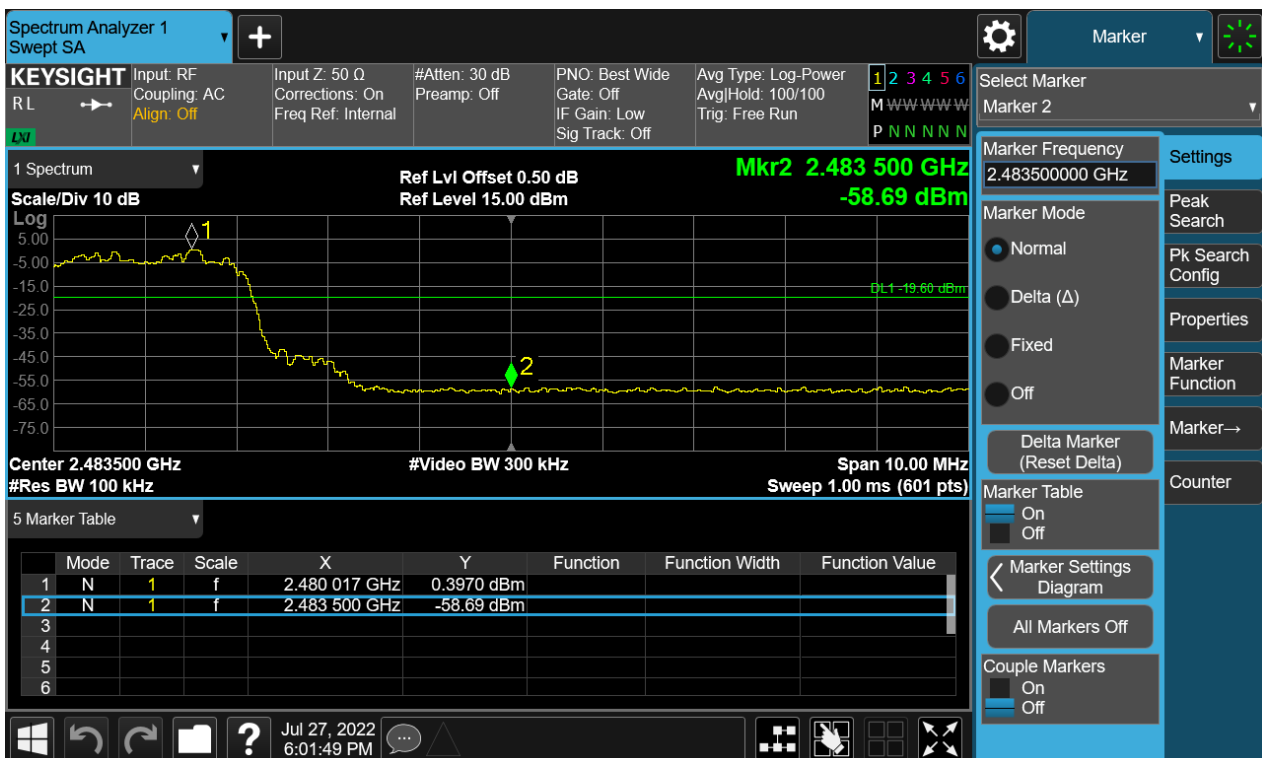 Spectrum Analyzer 1
Swept SA
+
Marker
KEYSIGHT
R L
LXI
Input: RF
Coupling: AC
Align: Off
Input Z: 50 Ω
Corrections: On
Freq Ref: Internal
#Atten: 30 dB
Preamp: Off
PNO: Best Wide
Gate: Off
IF Gain: Low
Sig Track: Off
Avg Type: Log-Power
Avg|Hold: 100/100
Trig: Free Run
1 2 3 4 5 6
M W W W W W
P N N N N N
Select Marker
Marker 2
1 Spectrum
Scale/Div 10 dB
Ref Lvl Offset 0.50 dB
Ref Level 15.00 dBm
Mkr2 2.483 500 GHz
-58.69 dBm
Log
5.00
-5.00
-15.0
-25.0
-35.0
-45.0
-55.0
-65.0
-75.0
1
2
DL1 -19.60 dBm
Center 2.483500 GHz
#Res BW 100 kHz
#Video BW 300 kHz
Span 10.00 MHz
Sweep 1.00 ms (601 pts)
5 Marker Table
Mode Trace Scale X Y Function Function Width Function Value
1 N 1 f 2.480 017 GHz 0.3970 dBm
2 N 1 f 2.483 500 GHz -58.69 dBm
3
4
5
6
Marker Frequency
2.483500000 GHz
Marker Mode
Normal
Delta (Δ)
Fixed
Off
Delta Marker
(Reset Delta)
Marker Table
On
Off
Marker Settings
Diagram
All Markers Off
Couple Markers
On
Off
Settings
Peak
Search
Pk Search
Config
Properties
Marker
Function
Marker→
Counter
?
Jul 27, 2022
6:01:49 PM